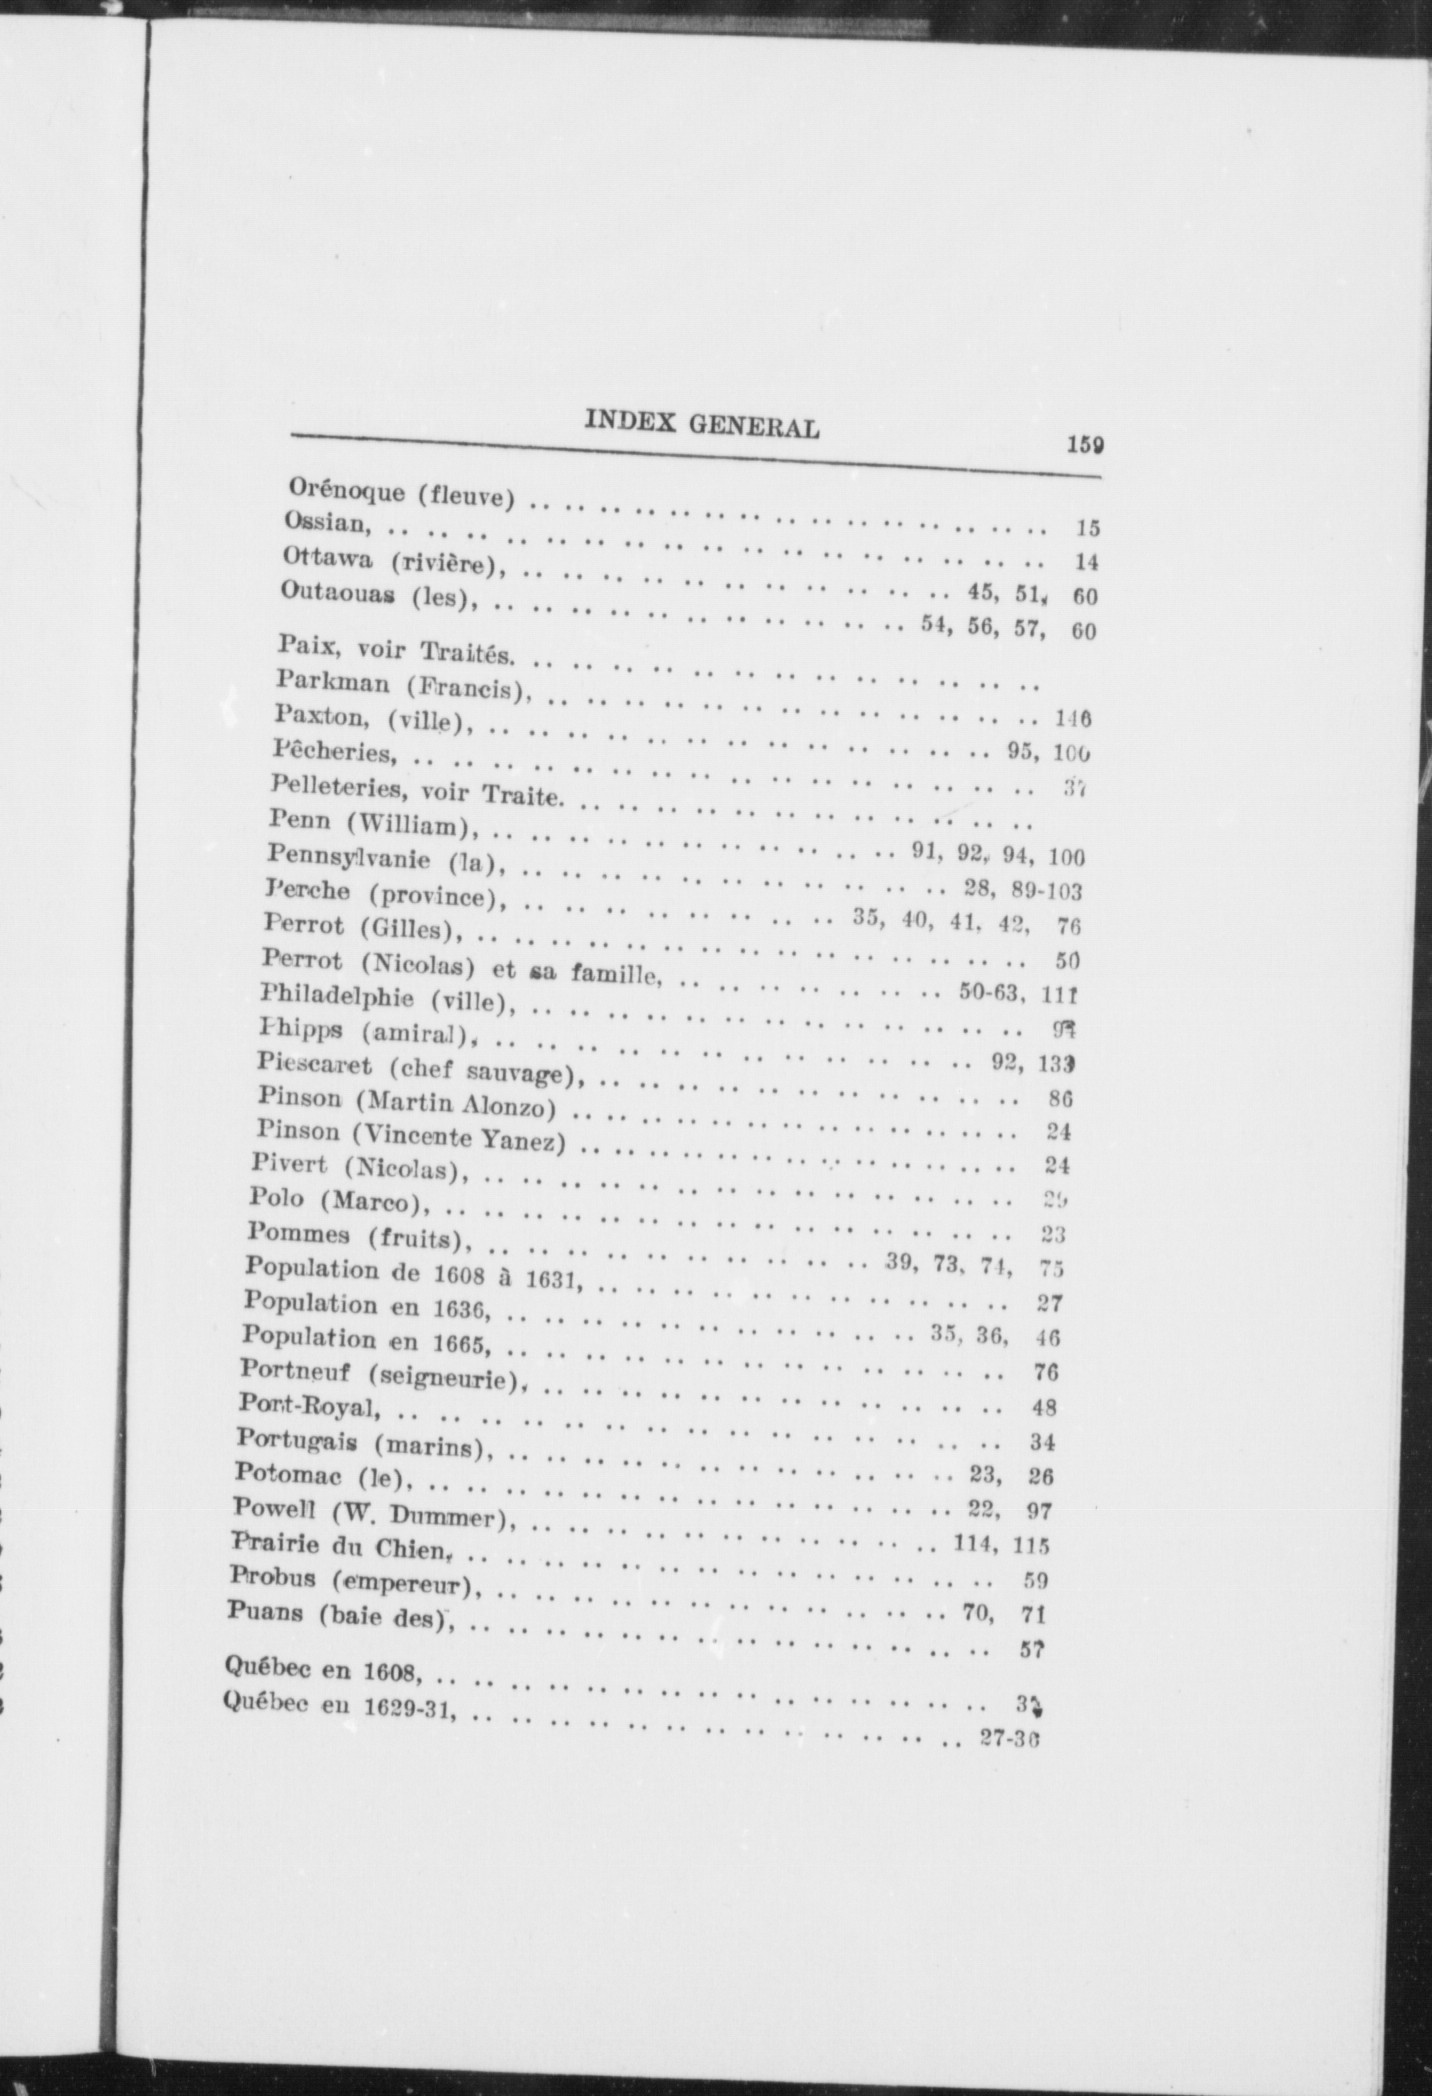 INDEX GENERAL 159
Orénoque (fleuve) .. .. .. .. .. .. .. .. .. .. .. .. .. .. .. 15
Ossian, .. .. .. .. .. .. .. .. .. .. .. .. .. .. .. .. .. 14
Ottawa (rivière), .. .. .. .. .. .. .. .. .. .. .. 45, 51, 60
Outaouas (les), .. .. .. .. .. .. .. .. .. .. .. 54, 56, 57, 60
Paix, voir Traités. .. .. .. .. .. .. .. .. .. .. .. .. ..
Parkman (Francis), .. .. .. .. .. .. .. .. .. .. .. .. .. 146
Paxton, (ville), .. .. .. .. .. .. .. .. .. .. .. .. .. .. 95, 100
Pêcheries, .. .. .. .. .. .. .. .. .. .. .. .. .. .. .. .. 37
Pelleteries, voir Traite. .. .. .. .. .. .. .. .. .. .. .. ..
Penn (William), .. .. .. .. .. .. .. .. .. .. .. 91, 92, 94, 100
Pennsylvanie (la), .. .. .. .. .. .. .. .. .. .. .. .. 28, 89-103
Perche (province), .. .. .. .. .. .. .. .. .. 35, 40, 41, 42, 76
Perrot (Gilles), .. .. .. .. .. .. .. .. .. .. .. .. .. .. .. 50
Perrot (Nicolas) et sa famille, .. .. .. .. .. .. .. 50-63, 111
Philadelphie (ville), .. .. .. .. .. .. .. .. .. .. .. .. ..
Phipps (amiral), .. .. .. .. .. .. .. .. .. .. .. .. .. 92, 133
Piescaret (chef sauvage), .. .. .. .. .. .. .. .. .. .. .. 86
Pinson (Martin Alonzo) .. .. .. .. .. .. .. .. .. .. .. .. .. 24
Pinson (Vincente Yanez) .. .. .. .. .. .. .. .. .. .. .. .. .. 24
Pivert (Nicolas), .. .. .. .. .. .. .. .. .. .. .. .. .. .. 29
Polo (Marco), .. .. .. .. .. .. .. .. .. .. .. .. .. .. .. 23
Pommes (fruits), .. .. .. .. .. .. .. .. .. .. 39, 73, 74, 75
Population de 1608 à 1631, .. .. .. .. .. .. .. .. .. .. .. 27
Population en 1636, .. .. .. .. .. .. .. .. .. .. .. 35, 36, 46
Population en 1665, .. .. .. .. .. .. .. .. .. .. .. .. .. 76
Portneuf (seigneurie), .. .. .. .. .. .. .. .. .. .. .. .. 48
Port-Royal, .. .. .. .. .. .. .. .. .. .. .. .. .. .. .. 34
Portugais (marins), .. .. .. .. .. .. .. .. .. .. .. .. 23, 26
Potomac (le), .. .. .. .. .. .. .. .. .. .. .. .. .. .. 22, 97
Powell (W. Dummer), .. .. .. .. .. .. .. .. .. .. .. 114, 115
Prairie du Chien, .. .. .. .. .. .. .. .. .. .. .. .. .. .. 59
Probus (empereur), .. .. .. .. .. .. .. .. .. .. .. .. 70, 71
Puans (baie des), .. .. .. .. .. .. .. .. .. .. .. .. .. .. 57
Québec en 1608, .. .. .. .. .. .. .. .. .. .. .. .. .. .. ..
Québec en 1629-31, .. .. .. .. .. .. .. .. .. .. .. .. .. 27-30